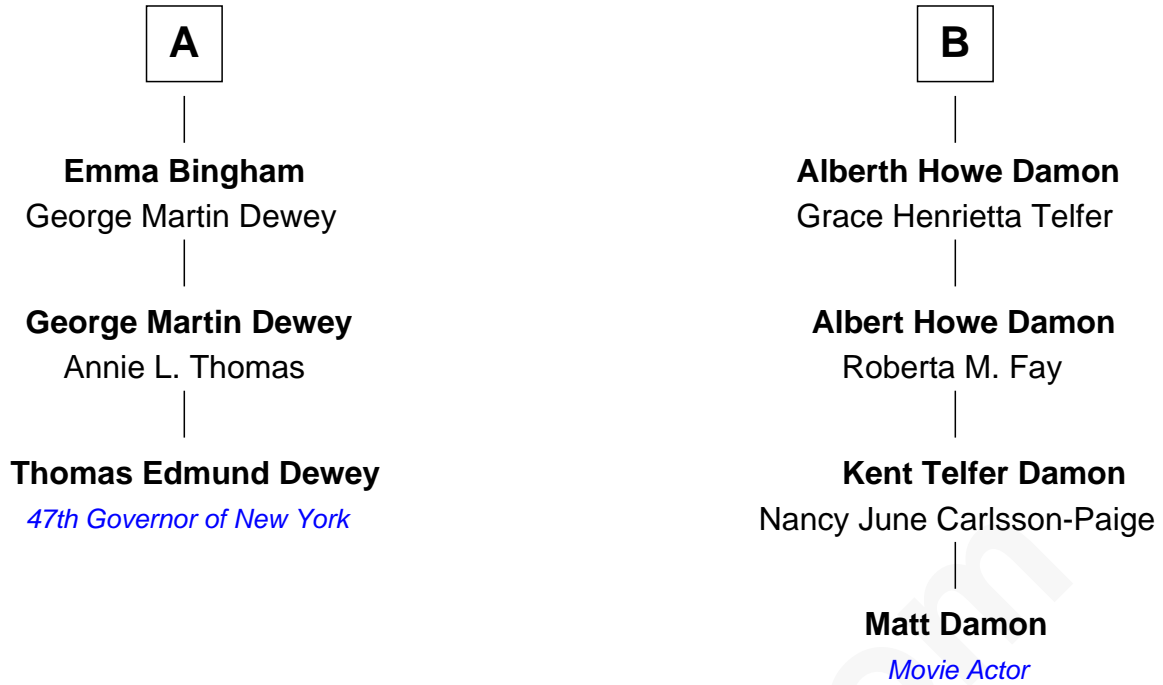 A
Emma Bingham
George Martin Dewey
George Martin Dewey
Annie L. Thomas
Thomas Edmund Dewey
47th Governor of New York
B
Alberth Howe Damon
Grace Henrietta Telfer
Albert Howe Damon
Roberta M. Fay
Kent Telfer Damon
Nancy June Carlsson-Paige
Matt Damon
Movie Actor